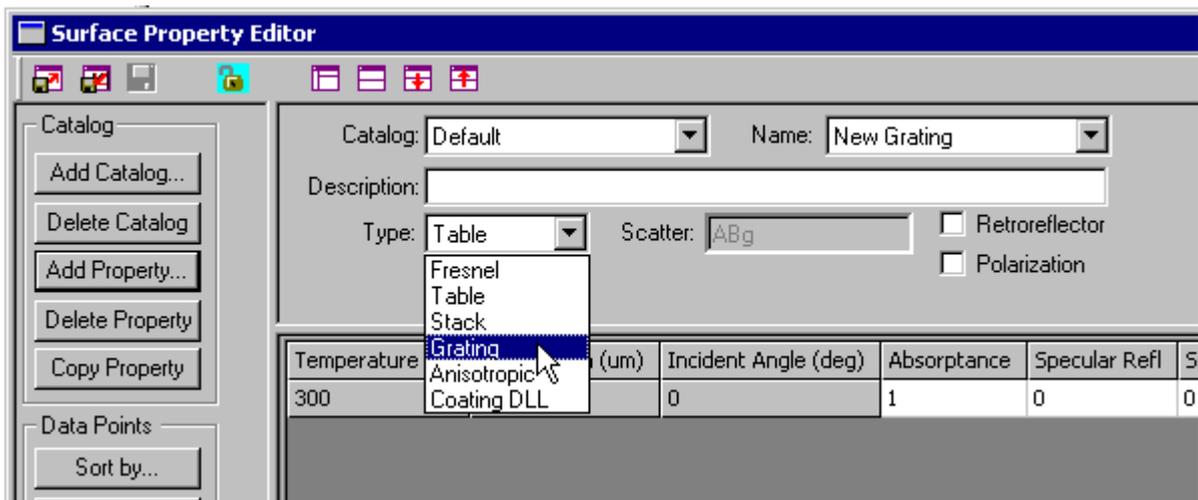 Surface Property Editor
Catalog
Add Catalog...
Delete Catalog
Add Property...
Delete Property
Copy Property
Data Points
Sort by...
Catalog: Default Name: New Grating
Description:
Type: Table Scatter: ABg Retroreflector
Polarization
Fresnel
Table
Stack
Grating
Anisotropic
Coating DLL
Temperature (um) Incident Angle (deg) Absorptance Specular Refl
300 0 1 0 0